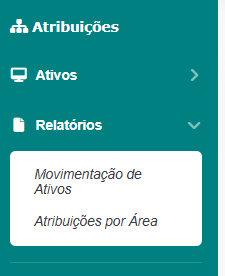 Atribuições
Ativos
Relatórios
Movimentação de
Ativos
Atribuições por Área